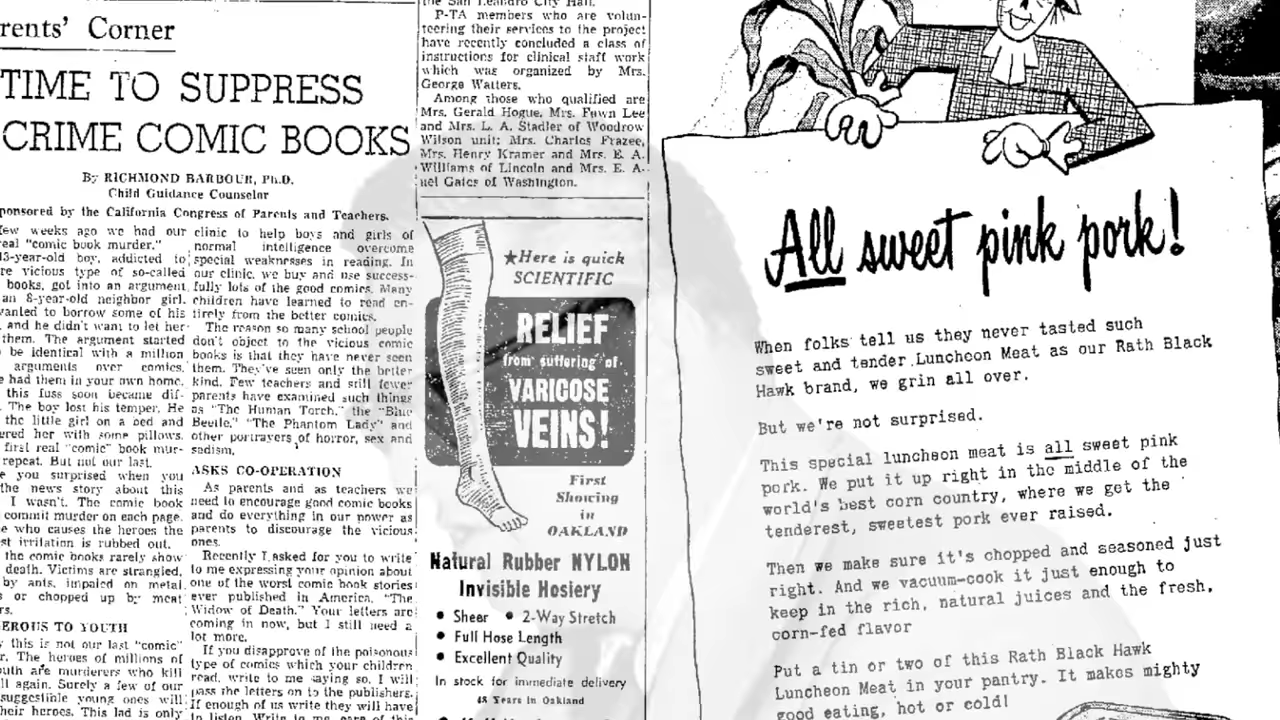 rents' Corner
TIME TO SUPPRESS
CRIME COMIC BOOKS
By RICHMOND BARBOUR, Ph.D.
Child Guidance Counselor
ponsored by the California Congress of Parents and Teachers.
few weeks ago we had our
real "comic book murder."
13-year-old boy, addicted to
re vicious type of so-called
books, got into an argument
an 8-year-old neighbor girl.
wanted to borrow some of his
, and he didn't want to let her
them. The argument started
be identical with a million
arguments over comics.
e had them in your own home.
this fuss soon became dif-
. The boy lost his temper. He
the little girl on a bed and
ered her with some pillows.
first real "comic" book mur-
repeat. But not our last.
e you surprised when you
the news story about this
I wasn't. The comic book
commit murder on each page.
e who causes the heroes the
st irritation is rubbed out.
the comic books rarely show
death. Victims are strangled,
by ants, impaled on metal
s or chopped up by meat
rs.
EROUS TO YOUTH
y this is not our last "comic"
r. The heroes of millions of
outh are murderers who kill
ll again. Surely a few of our
suggestible young ones will
heir heroes. This lad is only
clinic to help boys and girls of
normal intelligence overcome
special weaknesses in reading. In
our clinic, we buy and use success-
fully lots of the good comics. Many
children have learned to read en-
tirely from the better comics.
The reason so many school people
don't object to the vicious comic
books is that they have never seen
them. They've seen only the better
kind. Few teachers and still fewer
parents have examined such things
as "The Human Torch," the "Blue
Beetle," "The Phantom Lady" and
other portrayers of horror, sex and
sadism.
ASKS CO-OPERATION
As parents and as teachers we
need to encourage good comic books
and do everything in our power as
parents to discourage the vicious
ones.
Recently I asked for you to write
to me expressing your opinion about
one of the worst comic book stories
ever published in America, "The
Widow of Death." Your letters are
coming in now, but I still need a
lot more.
If you disapprove of the poisonous
type of comics which your children
read, write to me saying so. I will
pass the letters on to the publishers.
If enough of us write they will have
to listen. Write to me, care of this
the San Leandro City Hall.
P-TA members who are volun-
teering their services to the project
have recently concluded a class of
instructions for clinical staff work
which was organized by Mrs.
George Watters.
Among those who qualified are
Mrs. Gerald Hogue, Mrs. Fawn Lee
and Mrs. L. A. Stadler of Woodrow
Wilson unit; Mrs. Charles Frazee,
Mrs. Henry Kramer and Mrs. E. A.
Williams of Lincoln and Mrs. E. A.
uel Gates of Washington.
★Here is quick
SCIENTIFIC
RELIEF
from suffering of
VARICOSE
VEINS!
First
Showing
in
OAKLAND
Natural Rubber NYLON
Invisible Hosiery
• Sheer • 2-Way Stretch
• Full Hose Length
• Excellent Quality
In stock for immediate delivery
48 Years in Oakland
All sweet pink pork!
When folks tell us they never tasted such
sweet and tender Luncheon Meat as our Rath Black
Hawk brand, we grin all over.
But we're not surprised.
This special luncheon meat is all sweet pink
pork. We put it up right in the middle of the
world's best corn country, where we get the
tenderest, sweetest pork ever raised.
Then we make sure it's chopped and seasoned just
right. And we vacuum-cook it just enough to
keep in the rich, natural juices and the fresh,
corn-fed flavor
Put a tin or two of this Rath Black Hawk
Luncheon Meat in your pantry. It makes mighty
good eating, hot or cold!